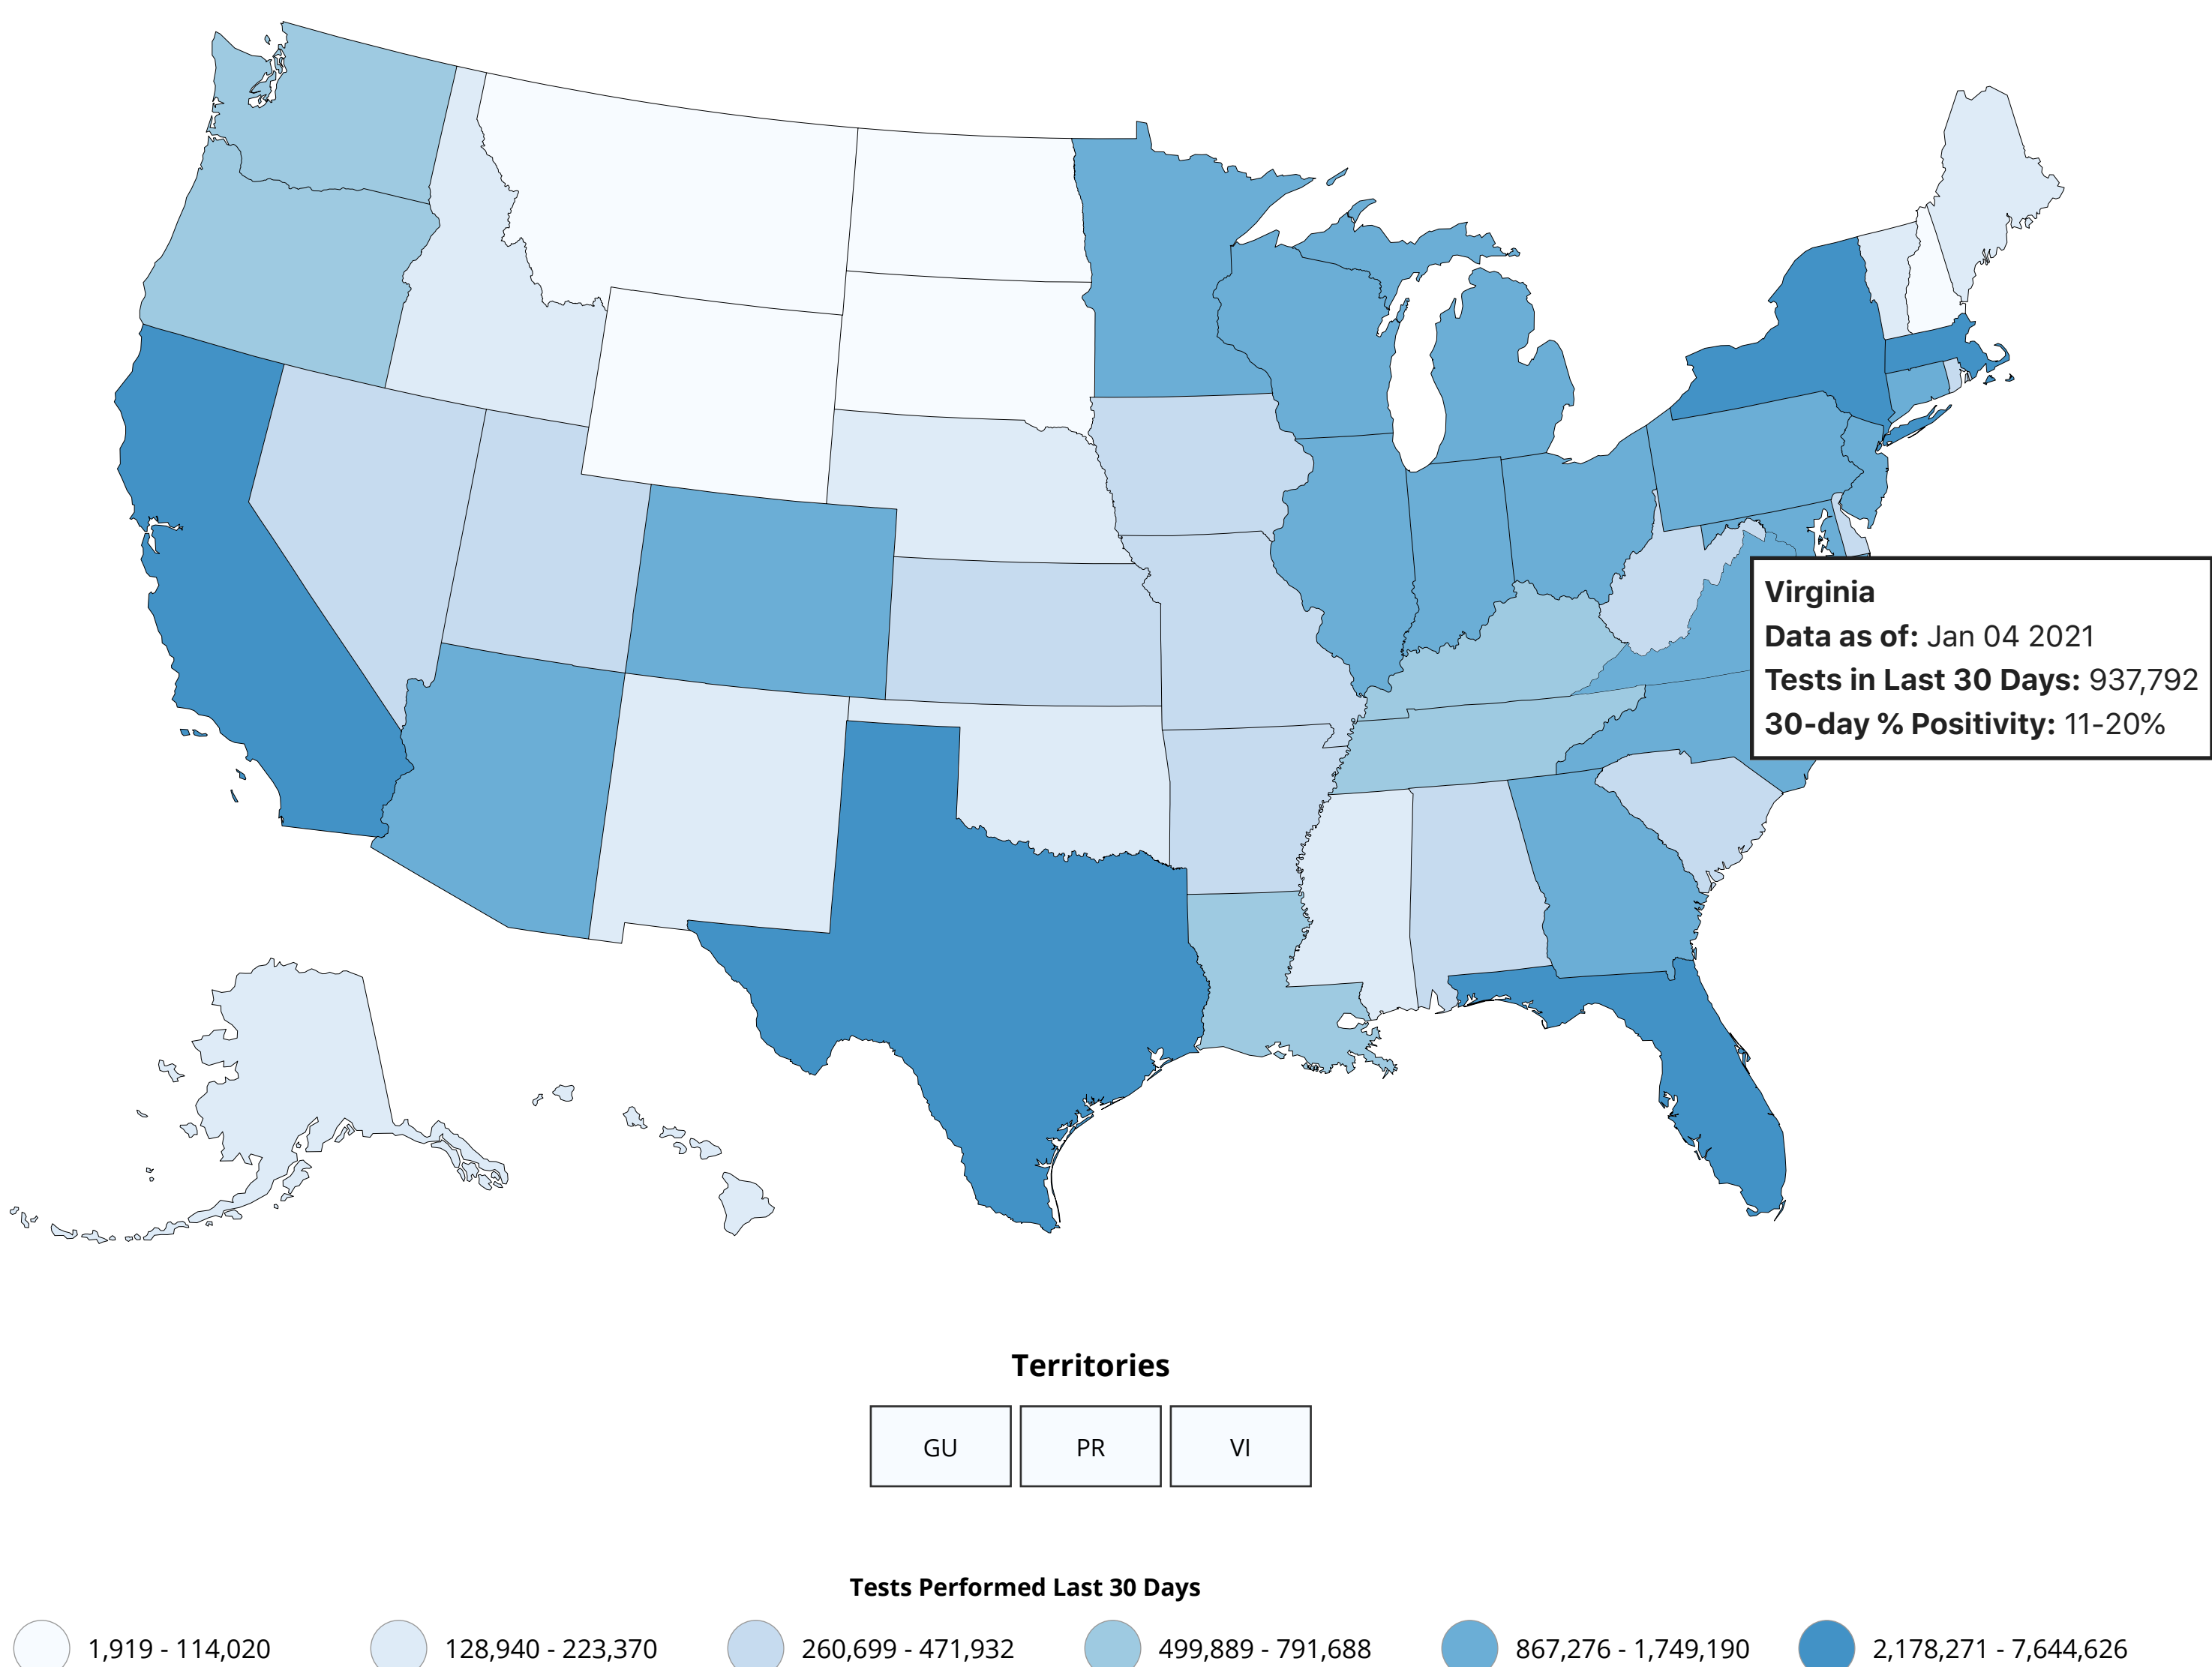 Virginia
Data as of: Jan 04 2021
Tests in Last 30 Days: 937,792
30-day % Positivity: 11-20%
Territories
GU
PR
VI
Tests Performed Last 30 Days
1,919 - 114,020
128,940 - 223,370
260,699 - 471,932
499,889 - 791,688
867,276 - 1,749,190
2,178,271 - 7,644,626